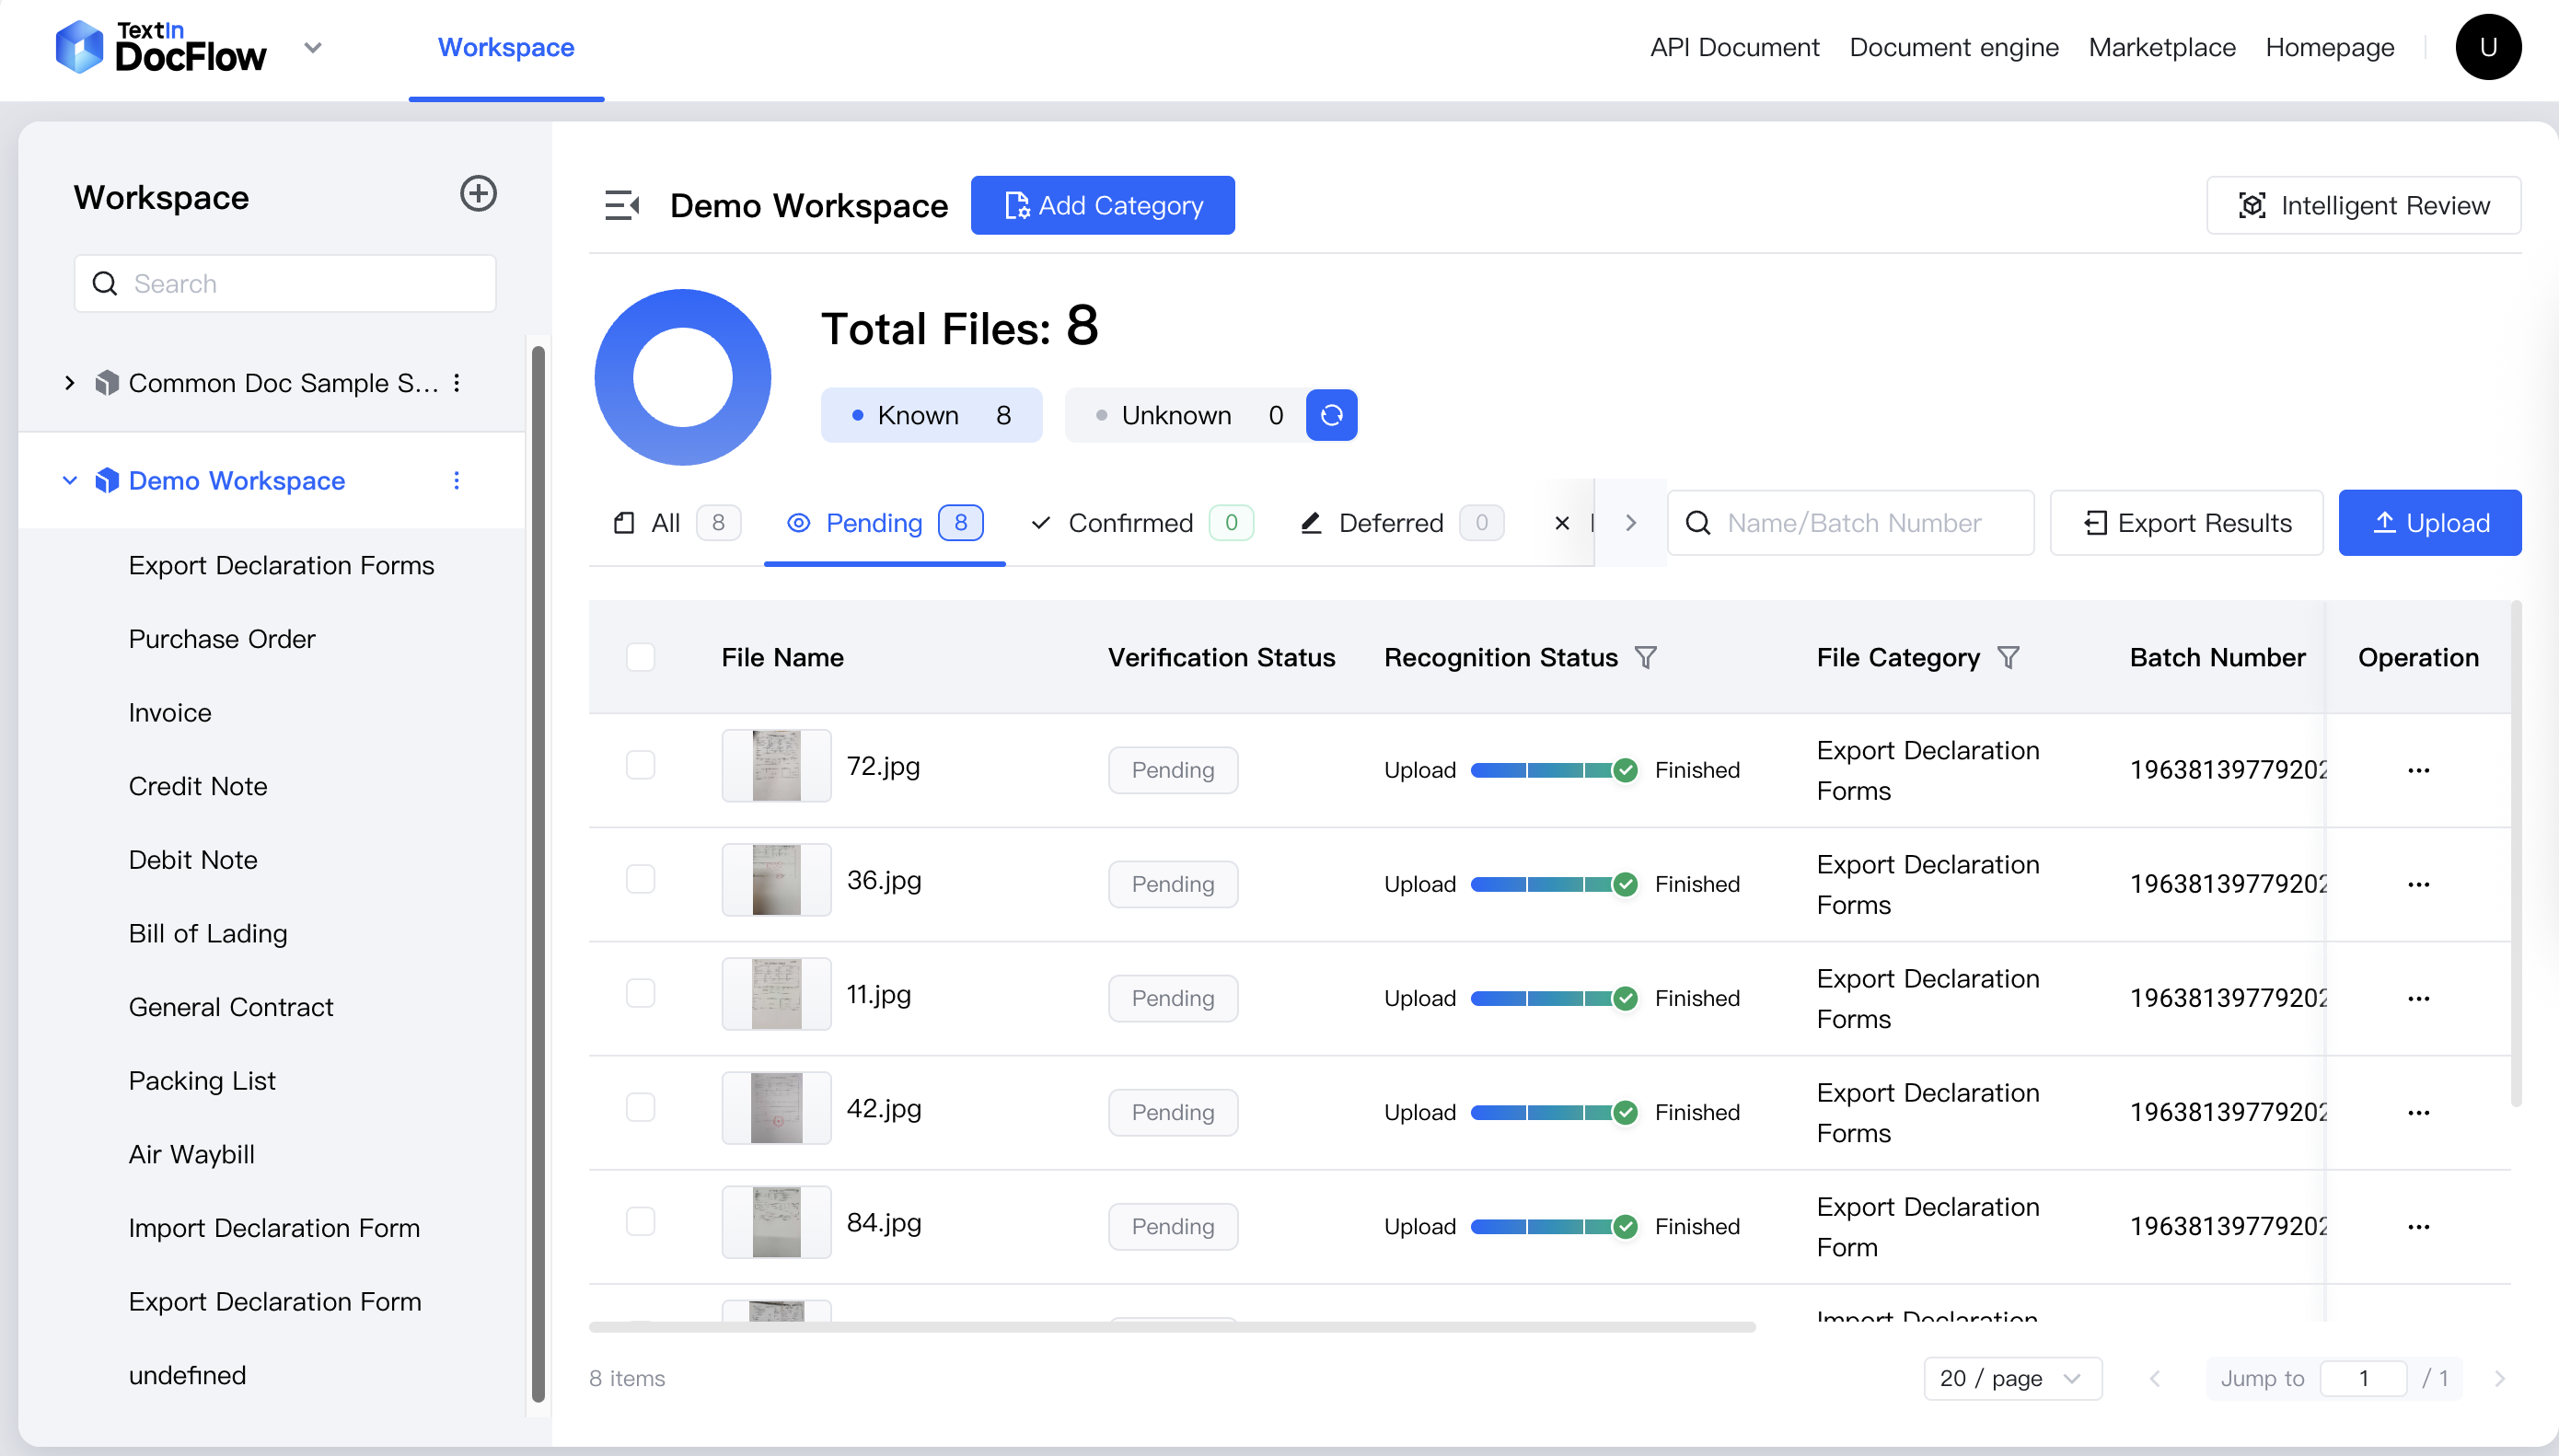 TextIn
DocFlow
Workspace
API Document
Document engine
Marketplace
Homepage
U
Workspace
Search
Common Doc Sample S...
Demo Workspace
Export Declaration Forms
Purchase Order
Invoice
Credit Note
Debit Note
Bill of Lading
General Contract
Packing List
Air Waybill
Import Declaration Form
Export Declaration Form
undefined
Demo Workspace
Add Category
Intelligent Review
Total Files: 8
Known 8
Unknown 0
All 8
Pending 8
Confirmed 0
Deferred 0
Name/Batch Number
Export Results
Upload
File Name
Verification Status
Recognition Status
File Category
Batch Number
Operation
72.jpg
Pending
Upload
Finished
Export Declaration
Forms
19638139779202
36.jpg
Pending
Upload
Finished
Export Declaration
Forms
19638139779202
11.jpg
Pending
Upload
Finished
Export Declaration
Forms
19638139779202
42.jpg
Pending
Upload
Finished
Export Declaration
Forms
19638139779202
84.jpg
Pending
Upload
Finished
Export Declaration
Form
19638139779202
Import Declaration
8 items
20 / page
Jump to 1 / 1